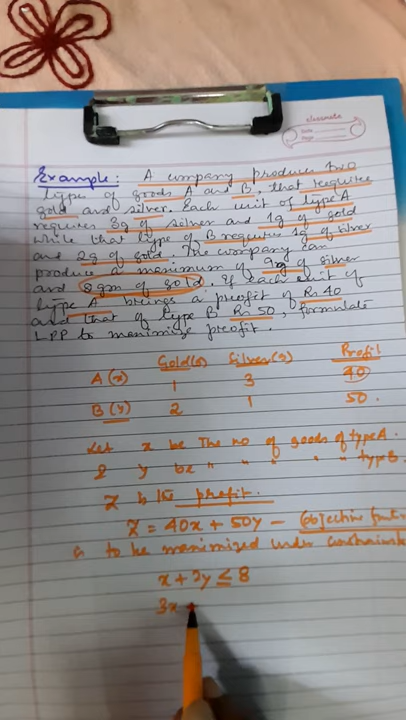 classmate
Date
Page
Example: A company produces two
types of goods A and B, that require
gold and silver. Each unit of type A
requires 3g of silver and 1g of gold
while that type of B requires 1g of silver
and 2g of gold. The company can
produce a maximum of 9g of silver
and 8gm of gold. If each unit of
type A brings a profit of Rs 40
and that of type B Rs 50, formulate
LPP to maximize profit.
Gold(g) Silver(g) Profit
A(x) 1 3 40
B(y) 2 1 50.
Let x be The no of goods of type A.
& y be " " " " type B.
Z is the profit.
Z = 40x + 50y - Objective function
is to be maximized under constraints
x + 2y ≤ 8
3x +